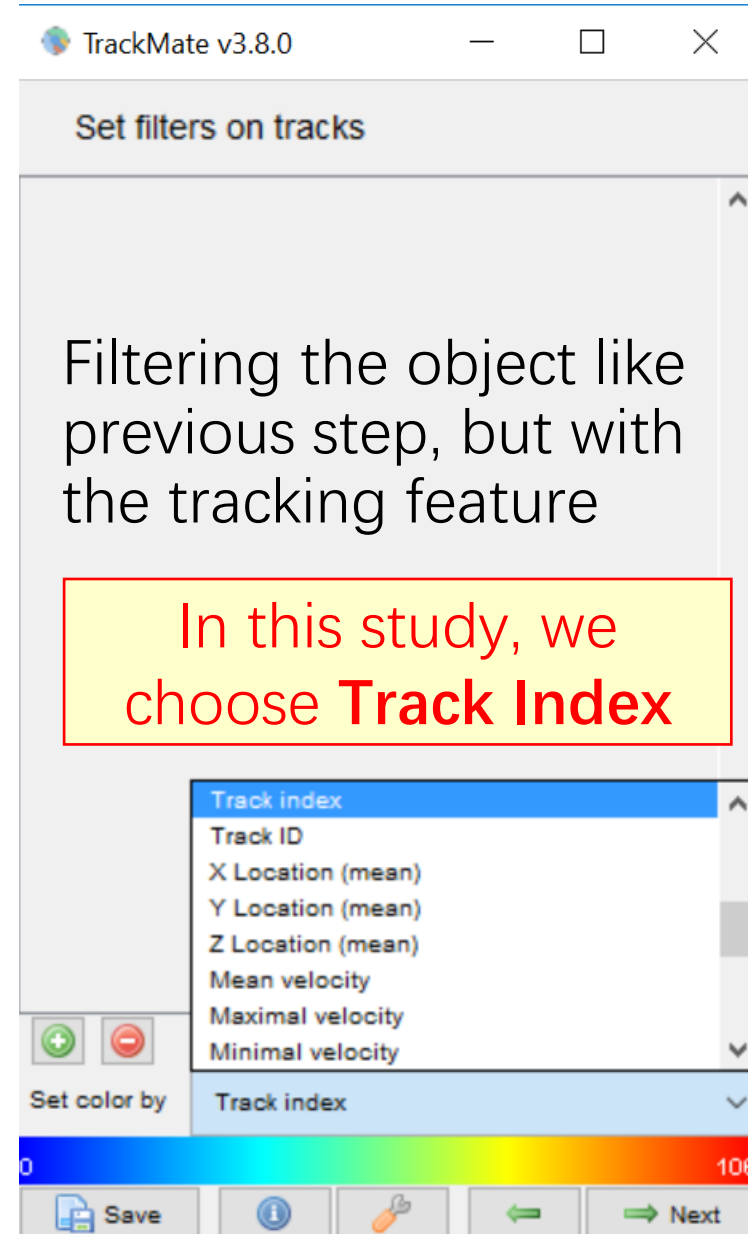 TrackMate v3.8.0
Set filters on tracks
Filtering the object like
previous step, but with
the tracking feature
In this study, we
choose Track Index
Track index
Track ID
X Location (mean)
Y Location (mean)
Z Location (mean)
Mean velocity
Maximal velocity
Minimal velocity
Set color by Track index
0 106
Save Next